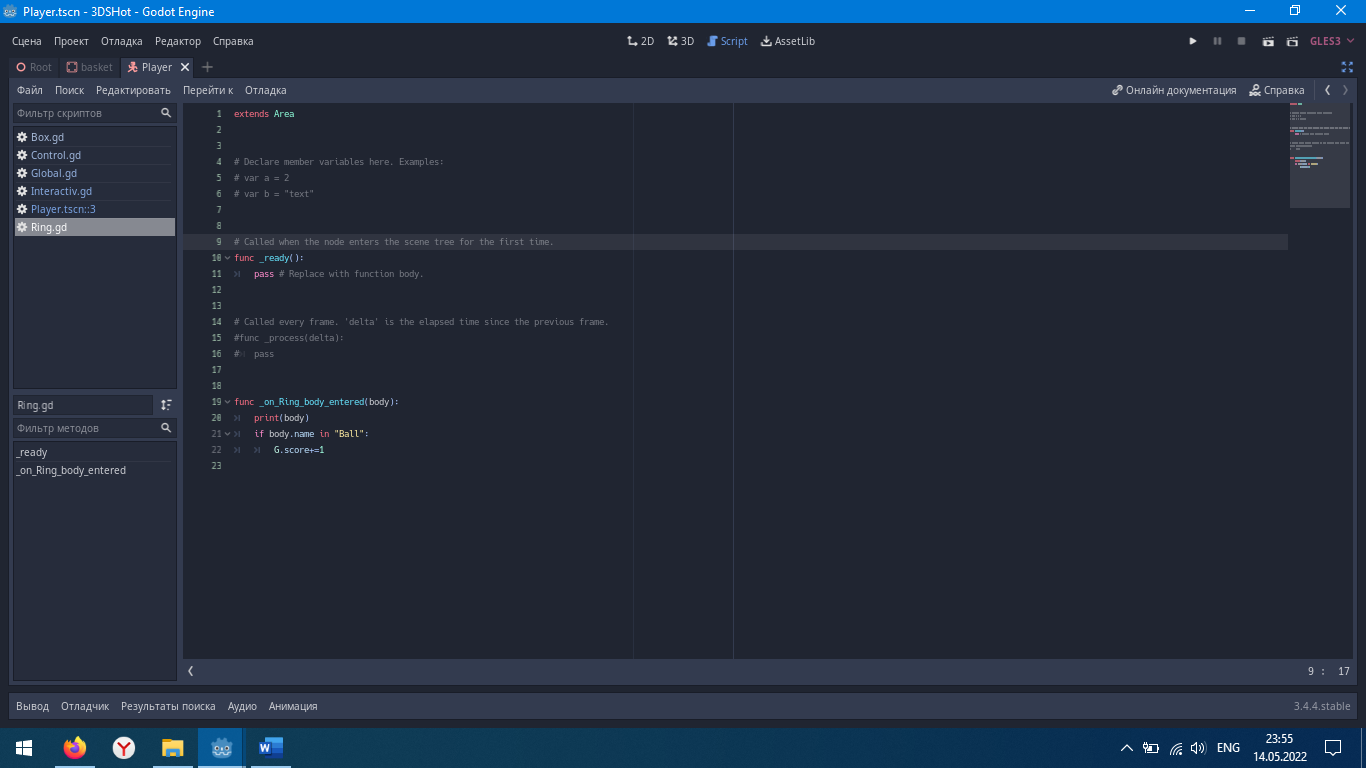 Player.tscn - 3DSHot - Godot Engine
Сцена Проект Отладка Редактор Справка 2D 3D Script AssetLib GLES3
Root basket Player
Файл Поиск Редактировать Перейти к Отладка Онлайн документация Справка
Фильтр скриптов
Box.gd
Control.gd
Global.gd
Interactiv.gd
Player.tscn::3
Ring.gd
Ring.gd
Фильтр методов
_ready
_on_Ring_body_entered
1 extends Area
2
3
4 # Declare member variables here. Examples:
5 # var a = 2
6 # var b = "text"
7
8
9 # Called when the node enters the scene tree for the first time.
10 func _ready():
11 pass # Replace with function body.
12
13
14 # Called every frame. 'delta' is the elapsed time since the previous frame.
15 #func _process(delta):
16 # pass
17
18
19 func _on_Ring_body_entered(body):
20 print(body)
21 if body.name in "Ball":
22 G.score+=1
23
9 : 17
Вывод Отладчик Результаты поиска Аудио Анимация 3.4.4.stable
ENG
23:55
14.05.2022